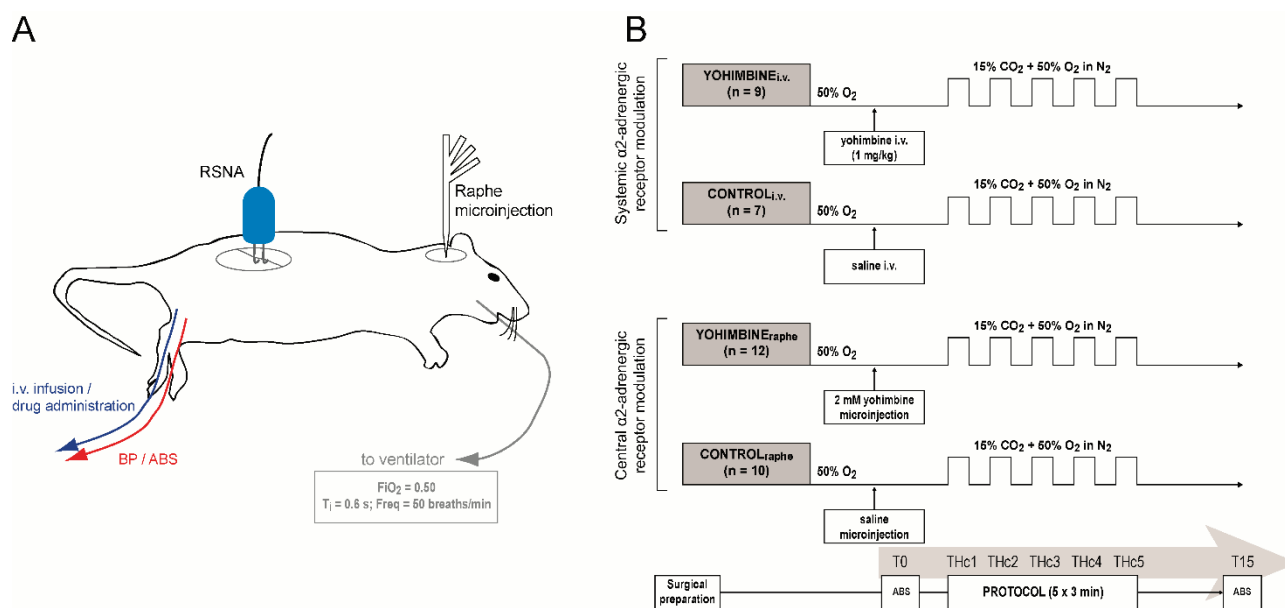 A
RSNA
Raphe
microinjection
i.v. infusion /
drug administration
BP / ABS
to ventilator
FiO₂ = 0.50
Tᵢ = 0.6 s; Freq = 50 breaths/min
B
Systemic α2-adrenergic
receptor modulation
YOHIMBINEi.v.
(n = 9)
50% O₂
15% CO₂ + 50% O₂ in N₂
yohimbine i.v.
(1 mg/kg)
CONTROLi.v.
(n = 7)
50% O₂
15% CO₂ + 50% O₂ in N₂
saline i.v.
Central α2-adrenergic
receptor modulation
YOHIMBINEraphe
(n = 12)
50% O₂
15% CO₂ + 50% O₂ in N₂
2 mM yohimbine
microinjection
CONTROLraphe
(n = 10)
50% O₂
15% CO₂ + 50% O₂ in N₂
saline
microinjection
T0 THc1 THc2 THc3 THc4 THc5 T15
Surgical
preparation
ABS
PROTOCOL (5 x 3 min)
ABS